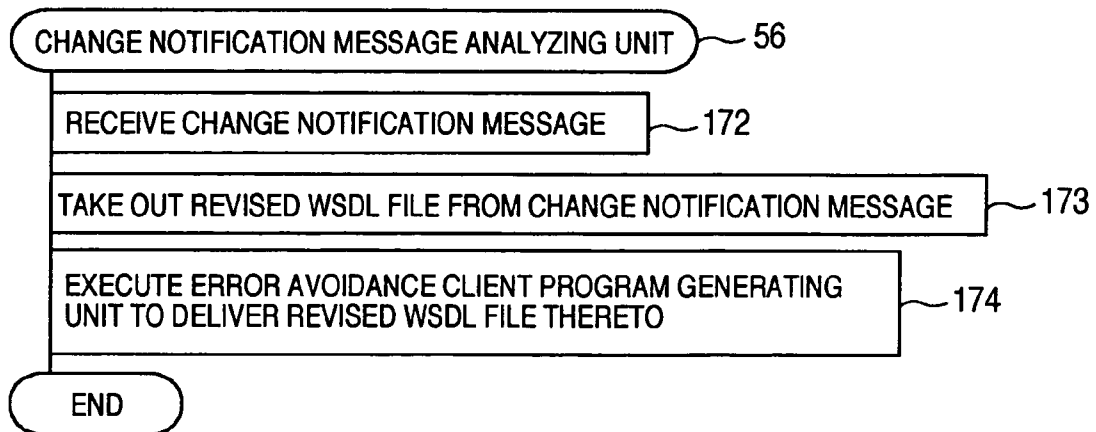 CHANGE NOTIFICATION MESSAGE ANALYZING UNIT 56
RECEIVE CHANGE NOTIFICATION MESSAGE 172
TAKE OUT REVISED WSDL FILE FROM CHANGE NOTIFICATION MESSAGE 173
EXECUTE ERROR AVOIDANCE CLIENT PROGRAM GENERATING
UNIT TO DELIVER REVISED WSDL FILE THERETO 174
END